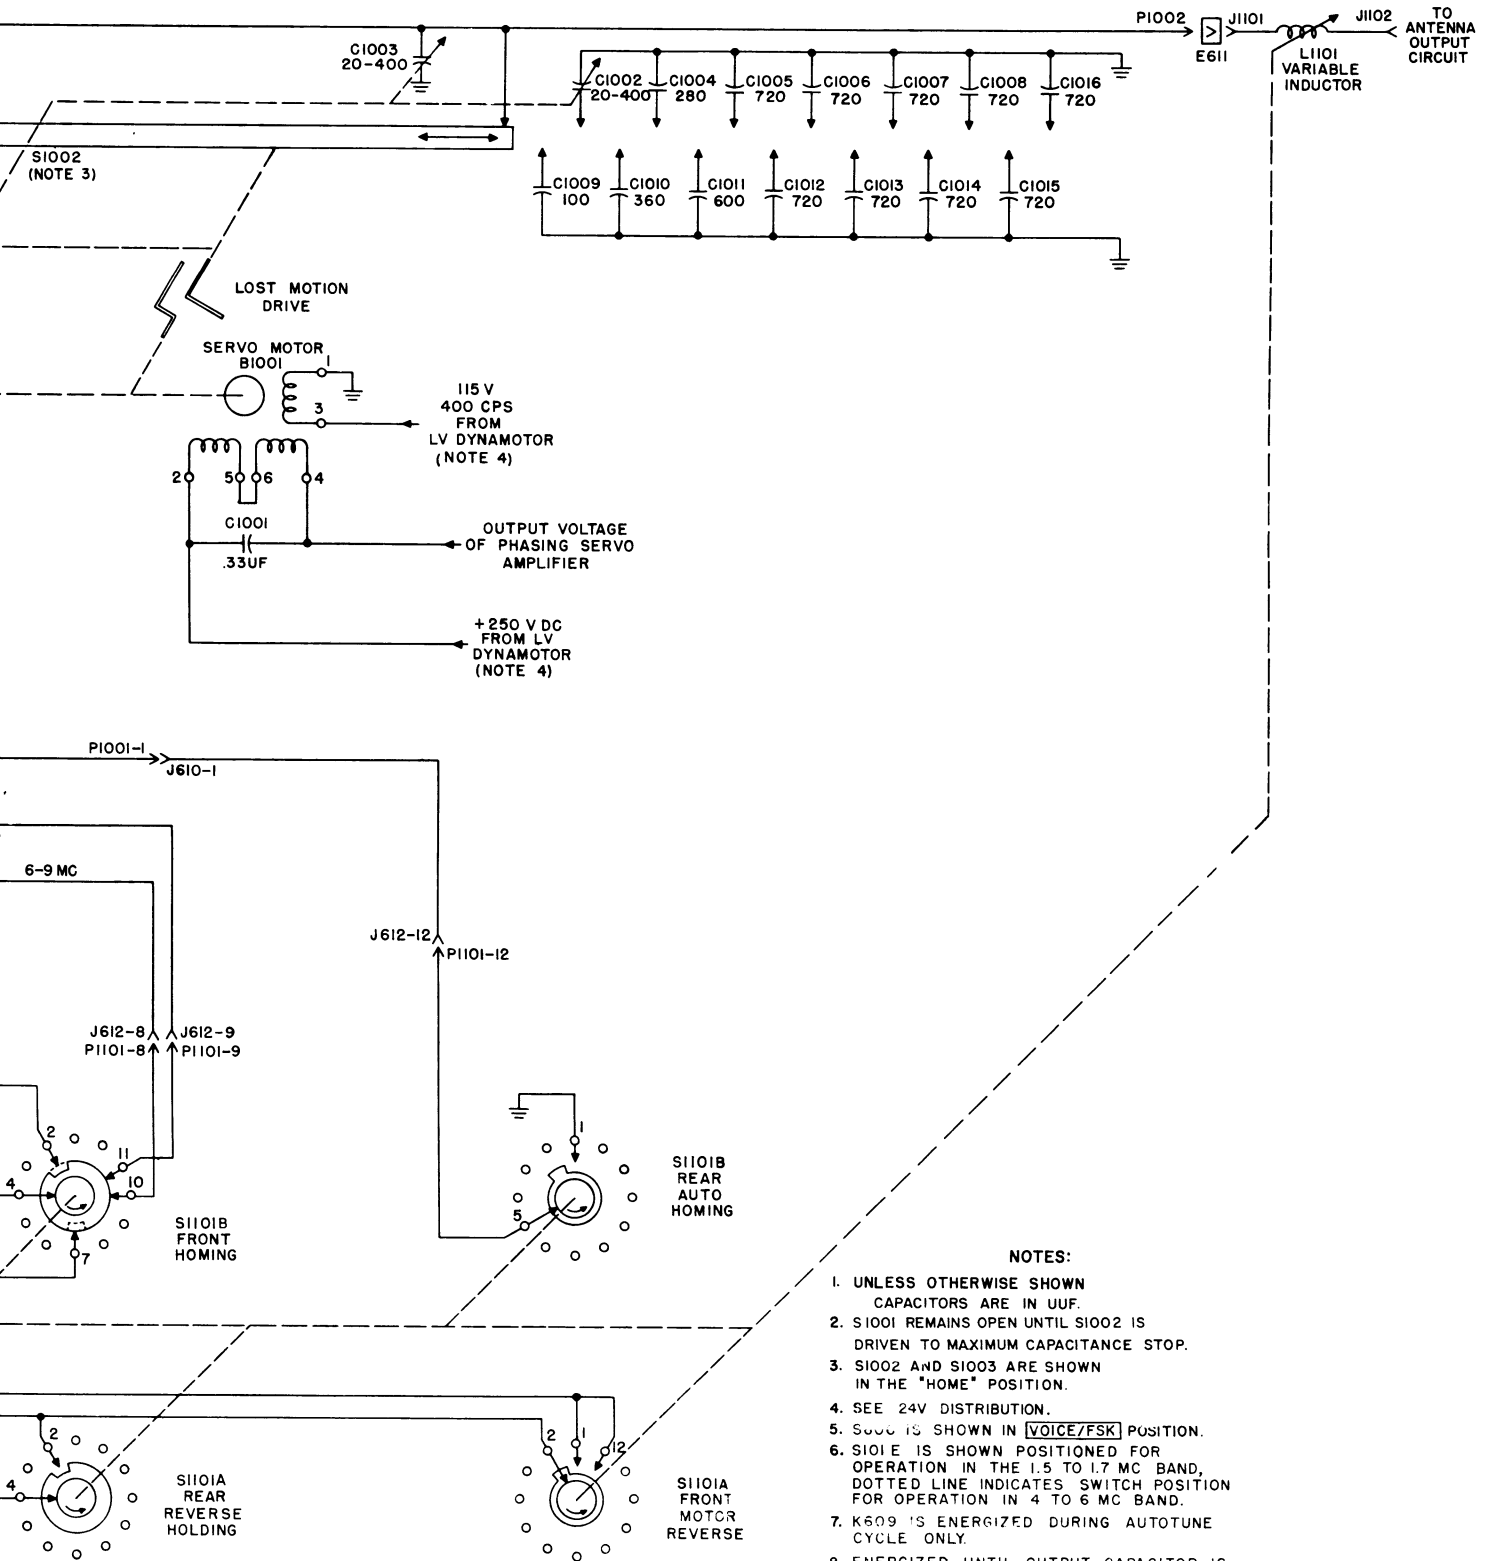 P1002
J1101
J1102
TO
ANTENNA
OUTPUT
CIRCUIT
E611
L1101
VARIABLE
INDUCTOR
C1003
20-400
C1002
20-400
C1004
280
C1005
720
C1006
720
C1007
720
C1008
720
C1016
720
S1002
(NOTE 3)
C1009
100
C1010
360
C1011
600
C1012
720
C1013
720
C1014
720
C1015
720
LOST MOTION
DRIVE
SERVO MOTOR
B1001
1
3
115 V
400 CPS
FROM
LV DYNAMOTOR
(NOTE 4)
2
5
6
4
C1001
.33UF
OUTPUT VOLTAGE
OF PHASING SERVO
AMPLIFIER
+250 V DC
FROM LV
DYNAMOTOR
(NOTE 4)
P1001-1
J610-1
6-9 MC
J612-12
P1101-12
J612-8
J612-9
P1101-8
P1101-9
2
11
4
10
7
S1101B
FRONT
HOMING
1
5
S1101B
REAR
AUTO
HOMING
2
4
S1101A
REAR
REVERSE
HOLDING
2
1
12
S1101A
FRONT
MOTOR
REVERSE
NOTES:
1. UNLESS OTHERWISE SHOWN
CAPACITORS ARE IN UUF.
2. S1001 REMAINS OPEN UNTIL S1002 IS
DRIVEN TO MAXIMUM CAPACITANCE STOP.
3. S1002 AND S1003 ARE SHOWN
IN THE "HOME" POSITION.
4. SEE 24V DISTRIBUTION.
5. IS SHOWN IN VOICE/FSK POSITION.
6. S101 E IS SHOWN POSITIONED FOR
OPERATION IN THE 1.5 TO 1.7 MC BAND,
DOTTED LINE INDICATES SWITCH POSITION
FOR OPERATION IN 4 TO 6 MC BAND.
7. K609 IS ENERGIZED DURING AUTOTUNE
CYCLE ONLY.
8. ENERGIZED UNTIL OUTPUT CAPACITOR IS